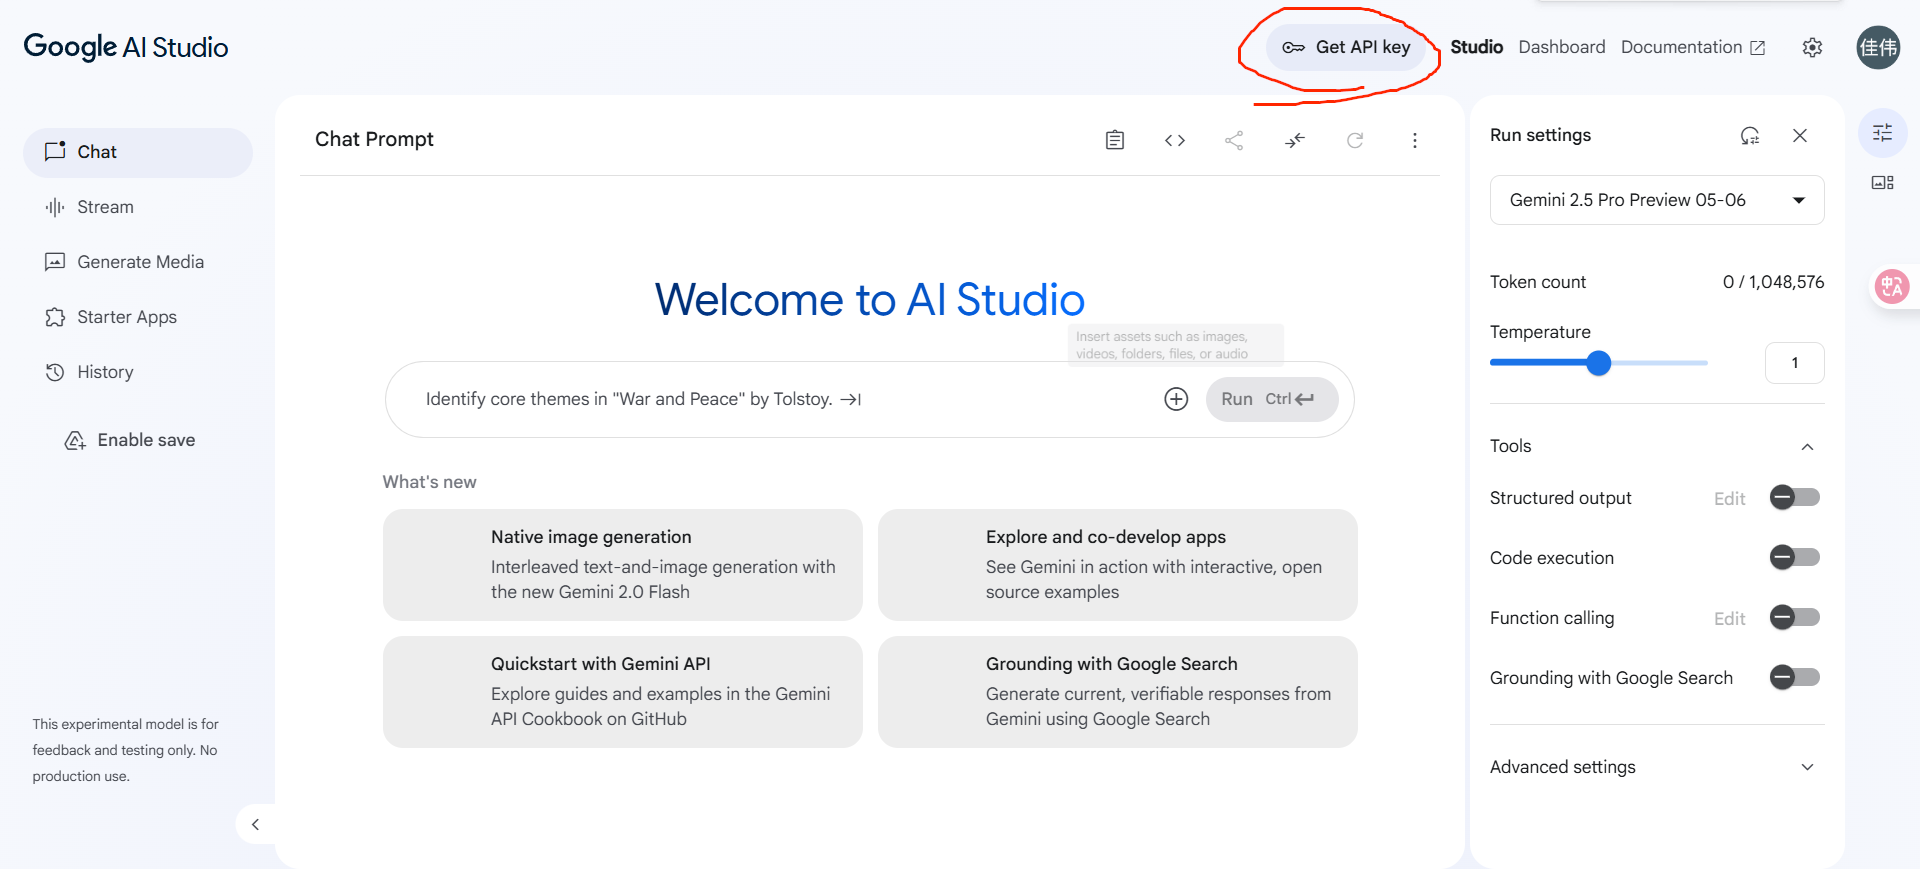 Google AI Studio
Get API key
Studio
Dashboard
Documentation
佳伟
Chat
Stream
Generate Media
Starter Apps
History
Enable save
This experimental model is for
feedback and testing only. No
production use.
Chat Prompt
Welcome to AI Studio
Insert assets such as images,
videos, folders, files, or audio
Identify core themes in "War and Peace" by Tolstoy.
Run Ctrl
What's new
Native image generation
Interleaved text-and-image generation with
the new Gemini 2.0 Flash
Explore and co-develop apps
See Gemini in action with interactive, open
source examples
Quickstart with Gemini API
Explore guides and examples in the Gemini
API Cookbook on GitHub
Grounding with Google Search
Generate current, verifiable responses from
Gemini using Google Search
Run settings
Gemini 2.5 Pro Preview 05-06
Token count 0 / 1,048,576
Temperature
1
Tools
Structured output Edit
Code execution
Function calling Edit
Grounding with Google Search
Advanced settings
中A